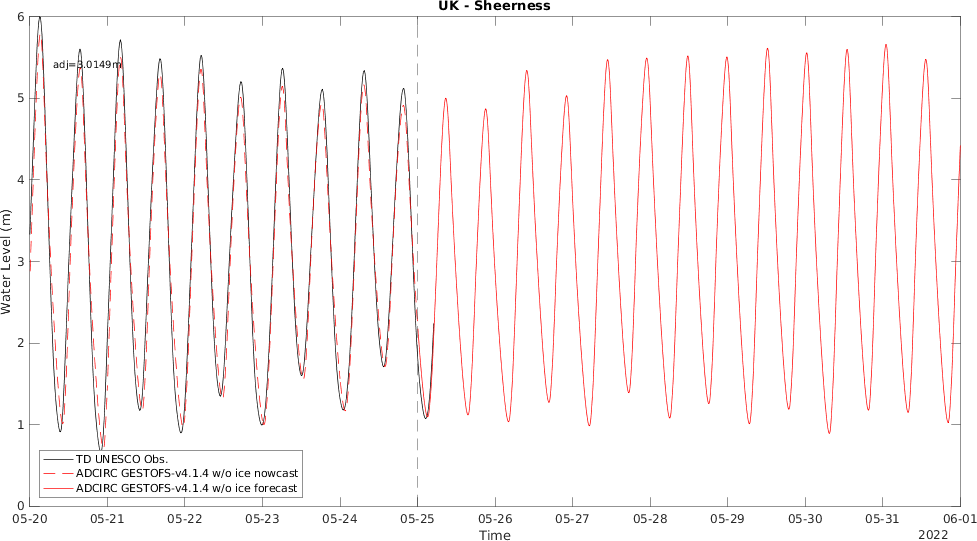 UK - Sheerness
6
adj=3.0149m
5
4
3
2
1
0
Water Level (m)
TD UNESCO Obs.
ADCIRC GESTOFS-v4.1.4 w/o ice nowcast
ADCIRC GESTOFS-v4.1.4 w/o ice forecast
05-20 05-21 05-22 05-23 05-24 05-25 05-26 05-27 05-28 05-29 05-30 05-31 06-01
Time
2022